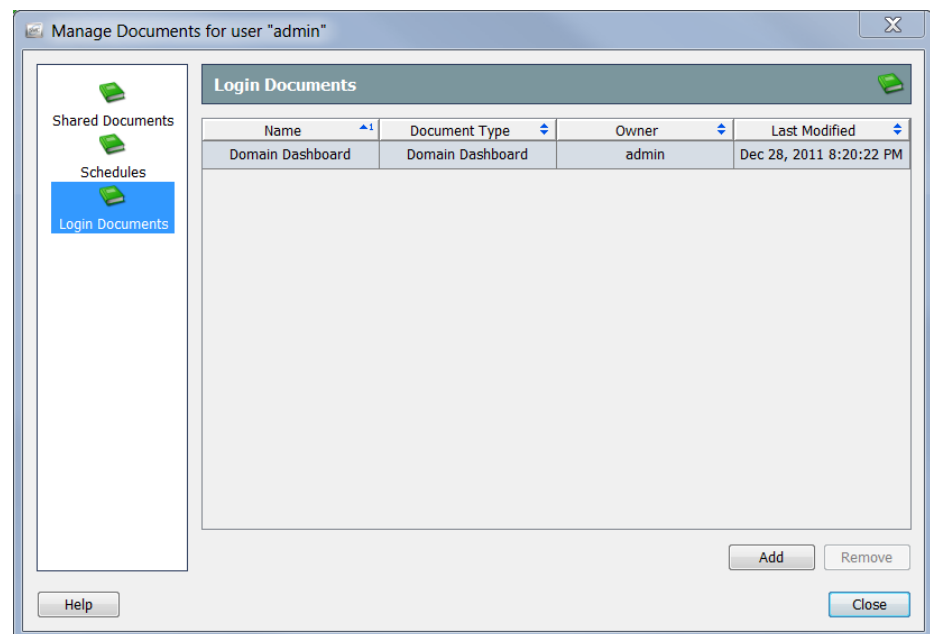 Manage Documents for user "admin"
Shared Documents
Schedules
Login Documents
Login Documents
Name 1 Document Type Owner Last Modified
Domain Dashboard Domain Dashboard admin Dec 28, 2011 8:20:22 PM
Add Remove
Help Close